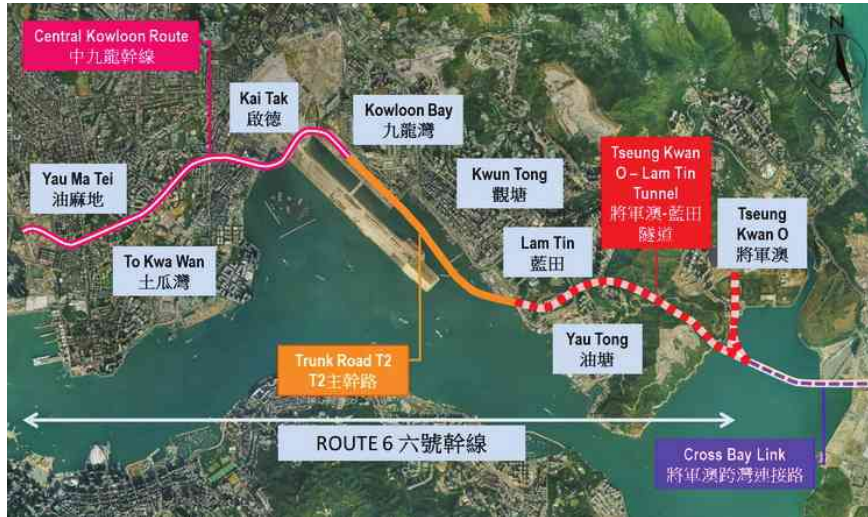 Central Kowloon Route
中九龍幹線
N
Kai Tak
啟德
Kowloon Bay
九龍灣
Yau Ma Tei
油麻地
To Kwa Wan
土瓜灣
Kwun Tong
觀塘
Lam Tin
藍田
Tseung Kwan
O – Lam Tin
Tunnel
將軍澳-藍田
隧道
Tseung
Kwan O
將軍澳
Yau Tong
油塘
Trunk Road T2
T2主幹路
ROUTE 6 六號幹線
Cross Bay Link
將軍澳跨灣連接路